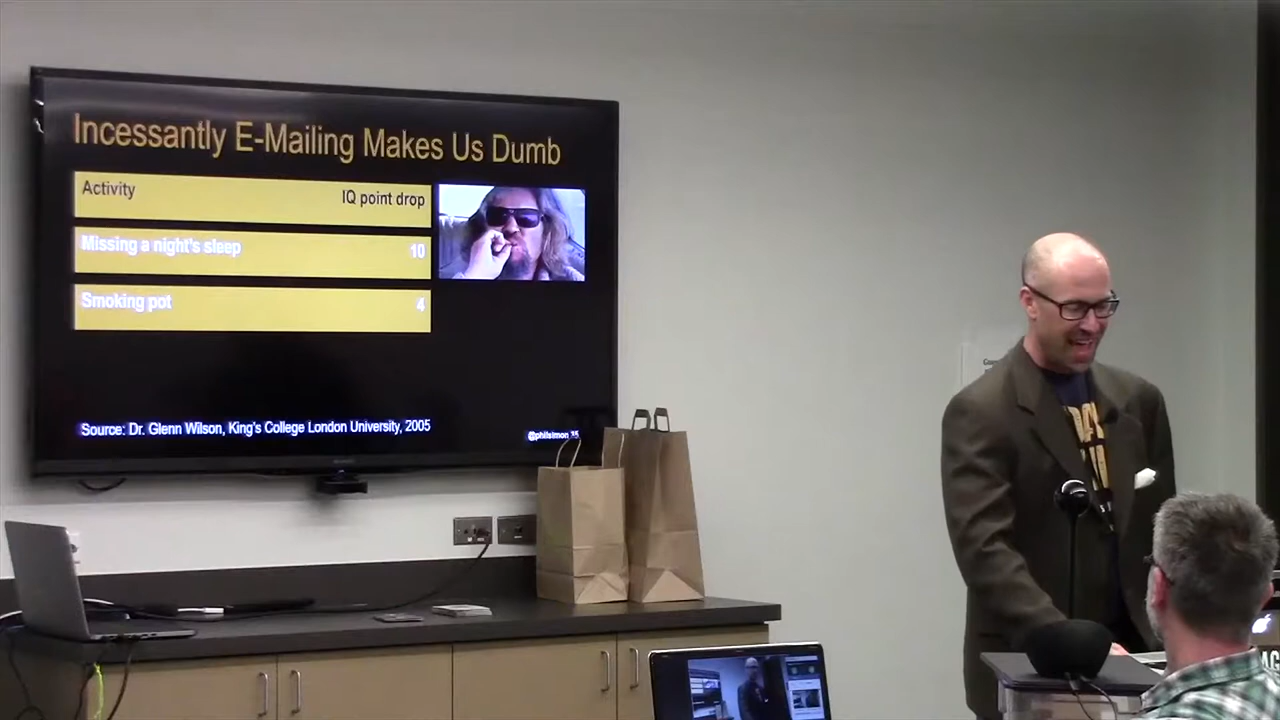 Incessantly E-Mailing Makes Us Dumb
Activity IQ point drop
Missing a night's sleep 10
Smoking pot 4
Source: Dr. Glenn Wilson, King's College London University, 2005
@philsimon